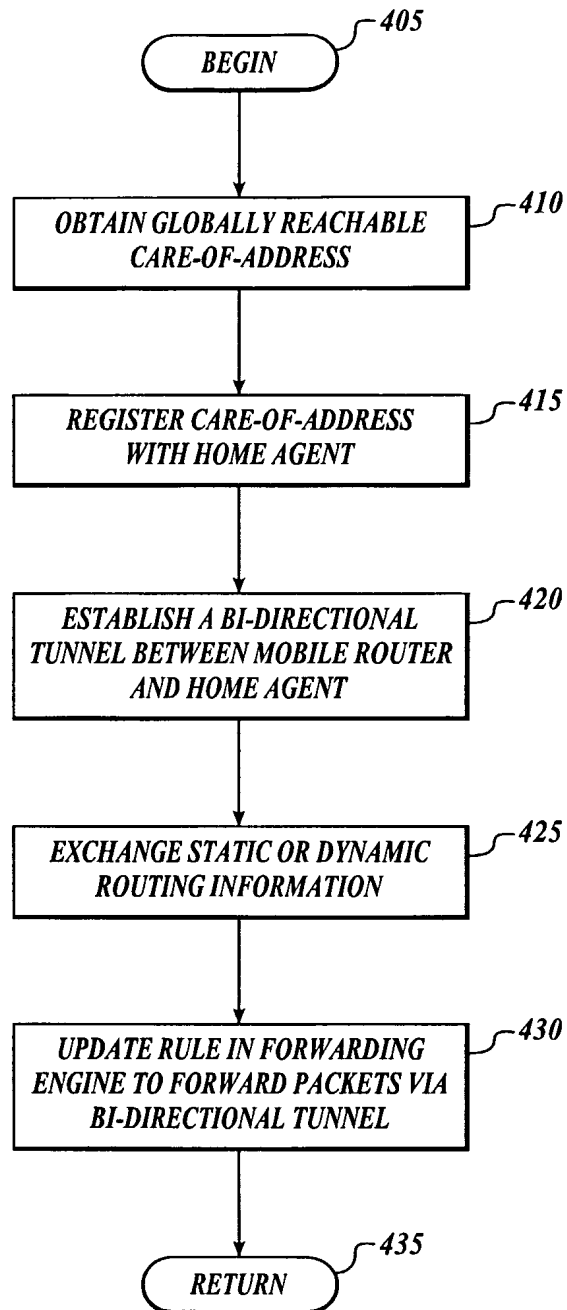 405
BEGIN
410
OBTAIN GLOBALLY REACHABLE
CARE-OF-ADDRESS
415
REGISTER CARE-OF-ADDRESS
WITH HOME AGENT
420
ESTABLISH A BI-DIRECTIONAL
TUNNEL BETWEEN MOBILE ROUTER
AND HOME AGENT
425
EXCHANGE STATIC OR DYNAMIC
ROUTING INFORMATION
430
UPDATE RULE IN FORWARDING
ENGINE TO FORWARD PACKETS VIA
BI-DIRECTIONAL TUNNEL
435
RETURN